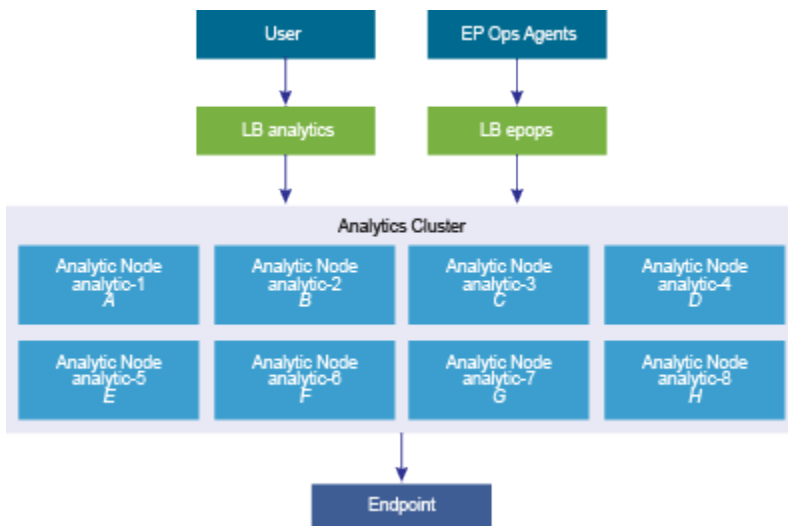 User
EP Ops Agents
LB analytics
LB epops
Analytics Cluster
Analytic Node
analytic-1
A
Analytic Node
analytic-2
B
Analytic Node
analytic-3
C
Analytic Node
analytic-4
D
Analytic Node
analytic-5
E
Analytic Node
analytic-6
F
Analytic Node
analytic-7
G
Analytic Node
analytic-8
H
Endpoint